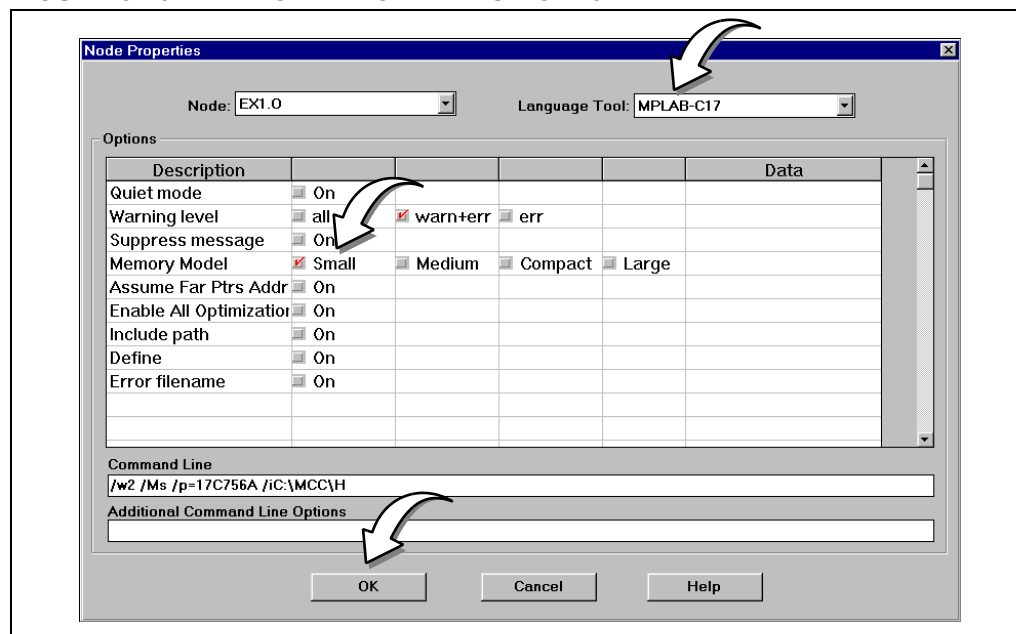 Node Properties
Node: EX1.O Language Tool: MPLAB-C17
Options
Description Data
Quiet mode On
Warning level all warn+err err
Suppress message On
Memory Model Small Medium Compact Large
Assume Far Ptrs Addr On
Enable All Optimization On
Include path On
Define On
Error filename On
Command Line
/w2 /Ms /p=17C756A /iC:\MCC\H
Additional Command Line Options
OK Cancel Help